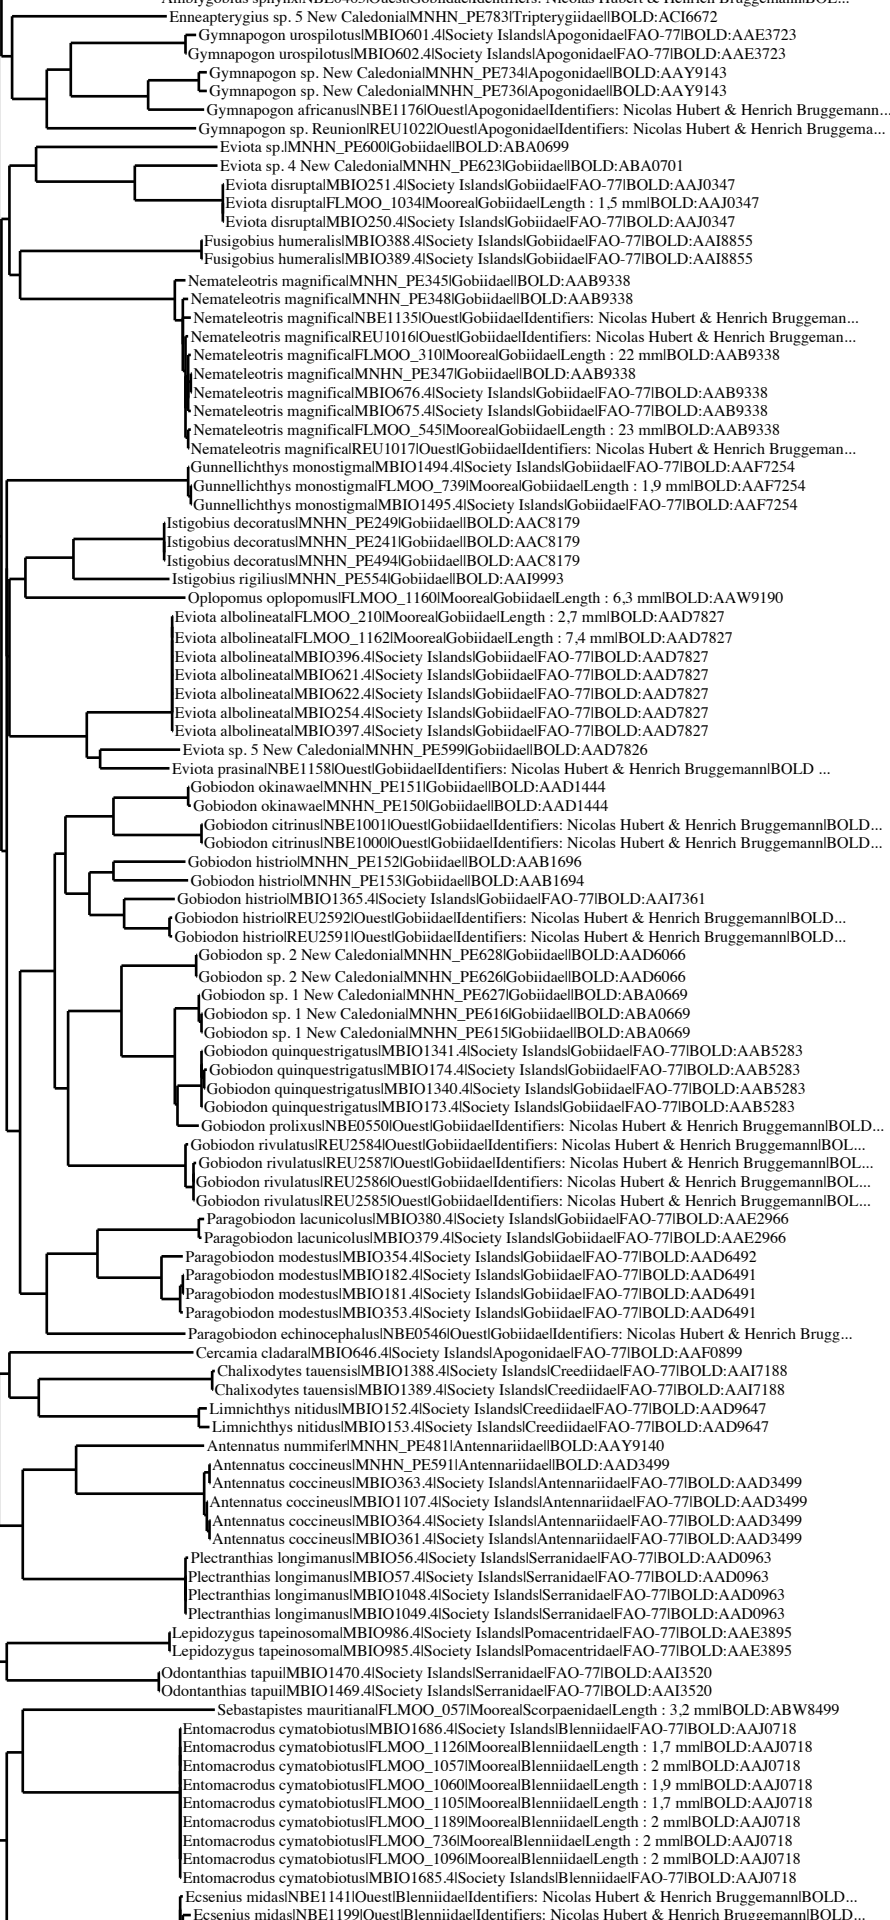 Amblygobius sphynx|NBE0463|Ouest|Gobiidae|Identifiers: Nicolas Hubert & Henrich Bruggemann|BOL...
Enneapterygius sp. 5 New Caledonia|MNHN_PE783|Tripterygiidae||BOLD:ACI6672
Gymnapogon urospilotus|MBIO601.4|Society Islands|Apogonidae|FAO-77|BOLD:AAE3723
Gymnapogon urospilotus|MBIO602.4|Society Islands|Apogonidae|FAO-77|BOLD:AAE3723
Gymnapogon sp. New Caledonia|MNHN_PE734|Apogonidae||BOLD:AAY9143
Gymnapogon sp. New Caledonia|MNHN_PE736|Apogonidae||BOLD:AAY9143
Gymnapogon africanus|NBE1176|Ouest|Apogonidae|Identifiers: Nicolas Hubert & Henrich Bruggemann...
Gymnapogon sp. Reunion|REU1022|Ouest|Apogonidae|Identifiers: Nicolas Hubert & Henrich Bruggema...
Eviota sp.|MNHN_PE600|Gobiidae||BOLD:ABA0699
Eviota sp. 4 New Caledonia|MNHN_PE623|Gobiidae||BOLD:ABA0701
Eviota disrupta|MBIO251.4|Society Islands|Gobiidae|FAO-77|BOLD:AAJ0347
Eviota disrupta|FLMOO_1034|Moorea|Gobiidae|Length : 1,5 mm|BOLD:AAJ0347
Eviota disrupta|MBIO250.4|Society Islands|Gobiidae|FAO-77|BOLD:AAJ0347
Fusigobius humeralis|MBIO388.4|Society Islands|Gobiidae|FAO-77|BOLD:AAI8855
Fusigobius humeralis|MBIO389.4|Society Islands|Gobiidae|FAO-77|BOLD:AAI8855
Nemateleotris magnifica|MNHN_PE345|Gobiidae||BOLD:AAB9338
Nemateleotris magnifica|MNHN_PE348|Gobiidae||BOLD:AAB9338
Nemateleotris magnifica|NBE1135|Ouest|Gobiidae|Identifiers: Nicolas Hubert & Henrich Bruggeman...
Nemateleotris magnifica|REU1016|Ouest|Gobiidae|Identifiers: Nicolas Hubert & Henrich Bruggeman...
Nemateleotris magnifica|FLMOO_310|Moorea|Gobiidae|Length : 22 mm|BOLD:AAB9338
Nemateleotris magnifica|MNHN_PE347|Gobiidae||BOLD:AAB9338
Nemateleotris magnifica|MBIO676.4|Society Islands|Gobiidae|FAO-77|BOLD:AAB9338
Nemateleotris magnifica|MBIO675.4|Society Islands|Gobiidae|FAO-77|BOLD:AAB9338
Nemateleotris magnifica|FLMOO_545|Moorea|Gobiidae|Length : 23 mm|BOLD:AAB9338
Nemateleotris magnifica|REU1017|Ouest|Gobiidae|Identifiers: Nicolas Hubert & Henrich Bruggeman...
Gunnellichthys monostigma|MBIO1494.4|Society Islands|Gobiidae|FAO-77|BOLD:AAF7254
Gunnellichthys monostigma|FLMOO_739|Moorea|Gobiidae|Length : 1,9 mm|BOLD:AAF7254
Gunnellichthys monostigma|MBIO1495.4|Society Islands|Gobiidae|FAO-77|BOLD:AAF7254
Istigobius decoratus|MNHN_PE249|Gobiidae||BOLD:AAC8179
Istigobius decoratus|MNHN_PE241|Gobiidae||BOLD:AAC8179
Istigobius decoratus|MNHN_PE494|Gobiidae||BOLD:AAC8179
Istigobius rigilius|MNHN_PE554|Gobiidae||BOLD:AAI9993
Oplopomus oplopomus|FLMOO_1160|Moorea|Gobiidae|Length : 6,3 mm|BOLD:AAW9190
Eviota albolineata|FLMOO_210|Moorea|Gobiidae|Length : 2,7 mm|BOLD:AAD7827
Eviota albolineata|FLMOO_1162|Moorea|Gobiidae|Length : 7,4 mm|BOLD:AAD7827
Eviota albolineata|MBIO396.4|Society Islands|Gobiidae|FAO-77|BOLD:AAD7827
Eviota albolineata|MBIO621.4|Society Islands|Gobiidae|FAO-77|BOLD:AAD7827
Eviota albolineata|MBIO622.4|Society Islands|Gobiidae|FAO-77|BOLD:AAD7827
Eviota albolineata|MBIO254.4|Society Islands|Gobiidae|FAO-77|BOLD:AAD7827
Eviota albolineata|MBIO397.4|Society Islands|Gobiidae|FAO-77|BOLD:AAD7827
Eviota sp. 5 New Caledonia|MNHN_PE599|Gobiidae||BOLD:AAD7826
Eviota prasina|NBE1158|Ouest|Gobiidae|Identifiers: Nicolas Hubert & Henrich Bruggemann|BOLD ...
Gobiodon okinawae|MNHN_PE151|Gobiidae||BOLD:AAD1444
Gobiodon okinawae|MNHN_PE150|Gobiidae||BOLD:AAD1444
Gobiodon citrinus|NBE1001|Ouest|Gobiidae|Identifiers: Nicolas Hubert & Henrich Bruggemann|BOLD...
Gobiodon citrinus|NBE1000|Ouest|Gobiidae|Identifiers: Nicolas Hubert & Henrich Bruggemann|BOLD...
Gobiodon histrio|MNHN_PE152|Gobiidae||BOLD:AAB1696
Gobiodon histrio|MNHN_PE153|Gobiidae||BOLD:AAB1694
Gobiodon histrio|MBIO1365.4|Society Islands|Gobiidae|FAO-77|BOLD:AAI7361
Gobiodon histrio|REU2592|Ouest|Gobiidae|Identifiers: Nicolas Hubert & Henrich Bruggemann|BOLD...
Gobiodon histrio|REU2591|Ouest|Gobiidae|Identifiers: Nicolas Hubert & Henrich Bruggemann|BOLD...
Gobiodon sp. 2 New Caledonia|MNHN_PE628|Gobiidae||BOLD:AAD6066
Gobiodon sp. 2 New Caledonia|MNHN_PE626|Gobiidae||BOLD:AAD6066
Gobiodon sp. 1 New Caledonia|MNHN_PE627|Gobiidae||BOLD:ABA0669
Gobiodon sp. 1 New Caledonia|MNHN_PE616|Gobiidae||BOLD:ABA0669
Gobiodon sp. 1 New Caledonia|MNHN_PE615|Gobiidae||BOLD:ABA0669
Gobiodon quinquestrigatus|MBIO1341.4|Society Islands|Gobiidae|FAO-77|BOLD:AAB5283
Gobiodon quinquestrigatus|MBIO174.4|Society Islands|Gobiidae|FAO-77|BOLD:AAB5283
Gobiodon quinquestrigatus|MBIO1340.4|Society Islands|Gobiidae|FAO-77|BOLD:AAB5283
Gobiodon quinquestrigatus|MBIO173.4|Society Islands|Gobiidae|FAO-77|BOLD:AAB5283
Gobiodon prolixus|NBE0550|Ouest|Gobiidae|Identifiers: Nicolas Hubert & Henrich Bruggemann|BOLD...
Gobiodon rivulatus|REU2584|Ouest|Gobiidae|Identifiers: Nicolas Hubert & Henrich Bruggemann|BOL...
Gobiodon rivulatus|REU2587|Ouest|Gobiidae|Identifiers: Nicolas Hubert & Henrich Bruggemann|BOL...
Gobiodon rivulatus|REU2586|Ouest|Gobiidae|Identifiers: Nicolas Hubert & Henrich Bruggemann|BOL...
Gobiodon rivulatus|REU2585|Ouest|Gobiidae|Identifiers: Nicolas Hubert & Henrich Bruggemann|BOL...
Paragobiodon lacunicolus|MBIO380.4|Society Islands|Gobiidae|FAO-77|BOLD:AAE2966
Paragobiodon lacunicolus|MBIO379.4|Society Islands|Gobiidae|FAO-77|BOLD:AAE2966
Paragobiodon modestus|MBIO354.4|Society Islands|Gobiidae|FAO-77|BOLD:AAD6492
Paragobiodon modestus|MBIO182.4|Society Islands|Gobiidae|FAO-77|BOLD:AAD6491
Paragobiodon modestus|MBIO181.4|Society Islands|Gobiidae|FAO-77|BOLD:AAD6491
Paragobiodon modestus|MBIO353.4|Society Islands|Gobiidae|FAO-77|BOLD:AAD6491
Paragobiodon echinocephalus|NBE0546|Ouest|Gobiidae|Identifiers: Nicolas Hubert & Henrich Brugg...
Cercamia cladara|MBIO646.4|Society Islands|Apogonidae|FAO-77|BOLD:AAF0899
Chalixodytes tauensis|MBIO1388.4|Society Islands|Creediidae|FAO-77|BOLD:AAI7188
Chalixodytes tauensis|MBIO1389.4|Society Islands|Creediidae|FAO-77|BOLD:AAI7188
Limnichthys nitidus|MBIO152.4|Society Islands|Creediidae|FAO-77|BOLD:AAD9647
Limnichthys nitidus|MBIO153.4|Society Islands|Creediidae|FAO-77|BOLD:AAD9647
Antennatus nummifer|MNHN_PE481|Antennariidae||BOLD:AAY9140
Antennatus coccineus|MNHN_PE591|Antennariidae||BOLD:AAD3499
Antennatus coccineus|MBIO363.4|Society Islands|Antennariidae|FAO-77|BOLD:AAD3499
Antennatus coccineus|MBIO1107.4|Society Islands|Antennariidae|FAO-77|BOLD:AAD3499
Antennatus coccineus|MBIO364.4|Society Islands|Antennariidae|FAO-77|BOLD:AAD3499
Antennatus coccineus|MBIO361.4|Society Islands|Antennariidae|FAO-77|BOLD:AAD3499
Plectranthias longimanus|MBIO56.4|Society Islands|Serranidae|FAO-77|BOLD:AAD0963
Plectranthias longimanus|MBIO57.4|Society Islands|Serranidae|FAO-77|BOLD:AAD0963
Plectranthias longimanus|MBIO1048.4|Society Islands|Serranidae|FAO-77|BOLD:AAD0963
Plectranthias longimanus|MBIO1049.4|Society Islands|Serranidae|FAO-77|BOLD:AAD0963
Lepidozygus tapeinosoma|MBIO986.4|Society Islands|Pomacentridae|FAO-77|BOLD:AAE3895
Lepidozygus tapeinosoma|MBIO985.4|Society Islands|Pomacentridae|FAO-77|BOLD:AAE3895
Odontanthias tapui|MBIO1470.4|Society Islands|Serranidae|FAO-77|BOLD:AAI3520
Odontanthias tapui|MBIO1469.4|Society Islands|Serranidae|FAO-77|BOLD:AAI3520
Sebastapistes mauritiana|FLMOO_057|Moorea|Scorpaenidae|Length : 3,2 mm|BOLD:ABW8499
Entomacrodus cymatobiotus|MBIO1686.4|Society Islands|Blenniidae|FAO-77|BOLD:AAJ0718
Entomacrodus cymatobiotus|FLMOO_1126|Moorea|Blenniidae|Length : 1,7 mm|BOLD:AAJ0718
Entomacrodus cymatobiotus|FLMOO_1057|Moorea|Blenniidae|Length : 2 mm|BOLD:AAJ0718
Entomacrodus cymatobiotus|FLMOO_1060|Moorea|Blenniidae|Length : 1,9 mm|BOLD:AAJ0718
Entomacrodus cymatobiotus|FLMOO_1105|Moorea|Blenniidae|Length : 1,7 mm|BOLD:AAJ0718
Entomacrodus cymatobiotus|FLMOO_1189|Moorea|Blenniidae|Length : 2 mm|BOLD:AAJ0718
Entomacrodus cymatobiotus|FLMOO_736|Moorea|Blenniidae|Length : 2 mm|BOLD:AAJ0718
Entomacrodus cymatobiotus|FLMOO_1096|Moorea|Blenniidae|Length : 2 mm|BOLD:AAJ0718
Entomacrodus cymatobiotus|MBIO1685.4|Society Islands|Blenniidae|FAO-77|BOLD:AAJ0718
Ecsenius midas|NBE1141|Ouest|Blenniidae|Identifiers: Nicolas Hubert & Henrich Bruggemann|BOLD...
Ecsenius midas|NBE1199|Ouest|Blenniidae|Identifiers: Nicolas Hubert & Henrich Bruggemann|BOLD...